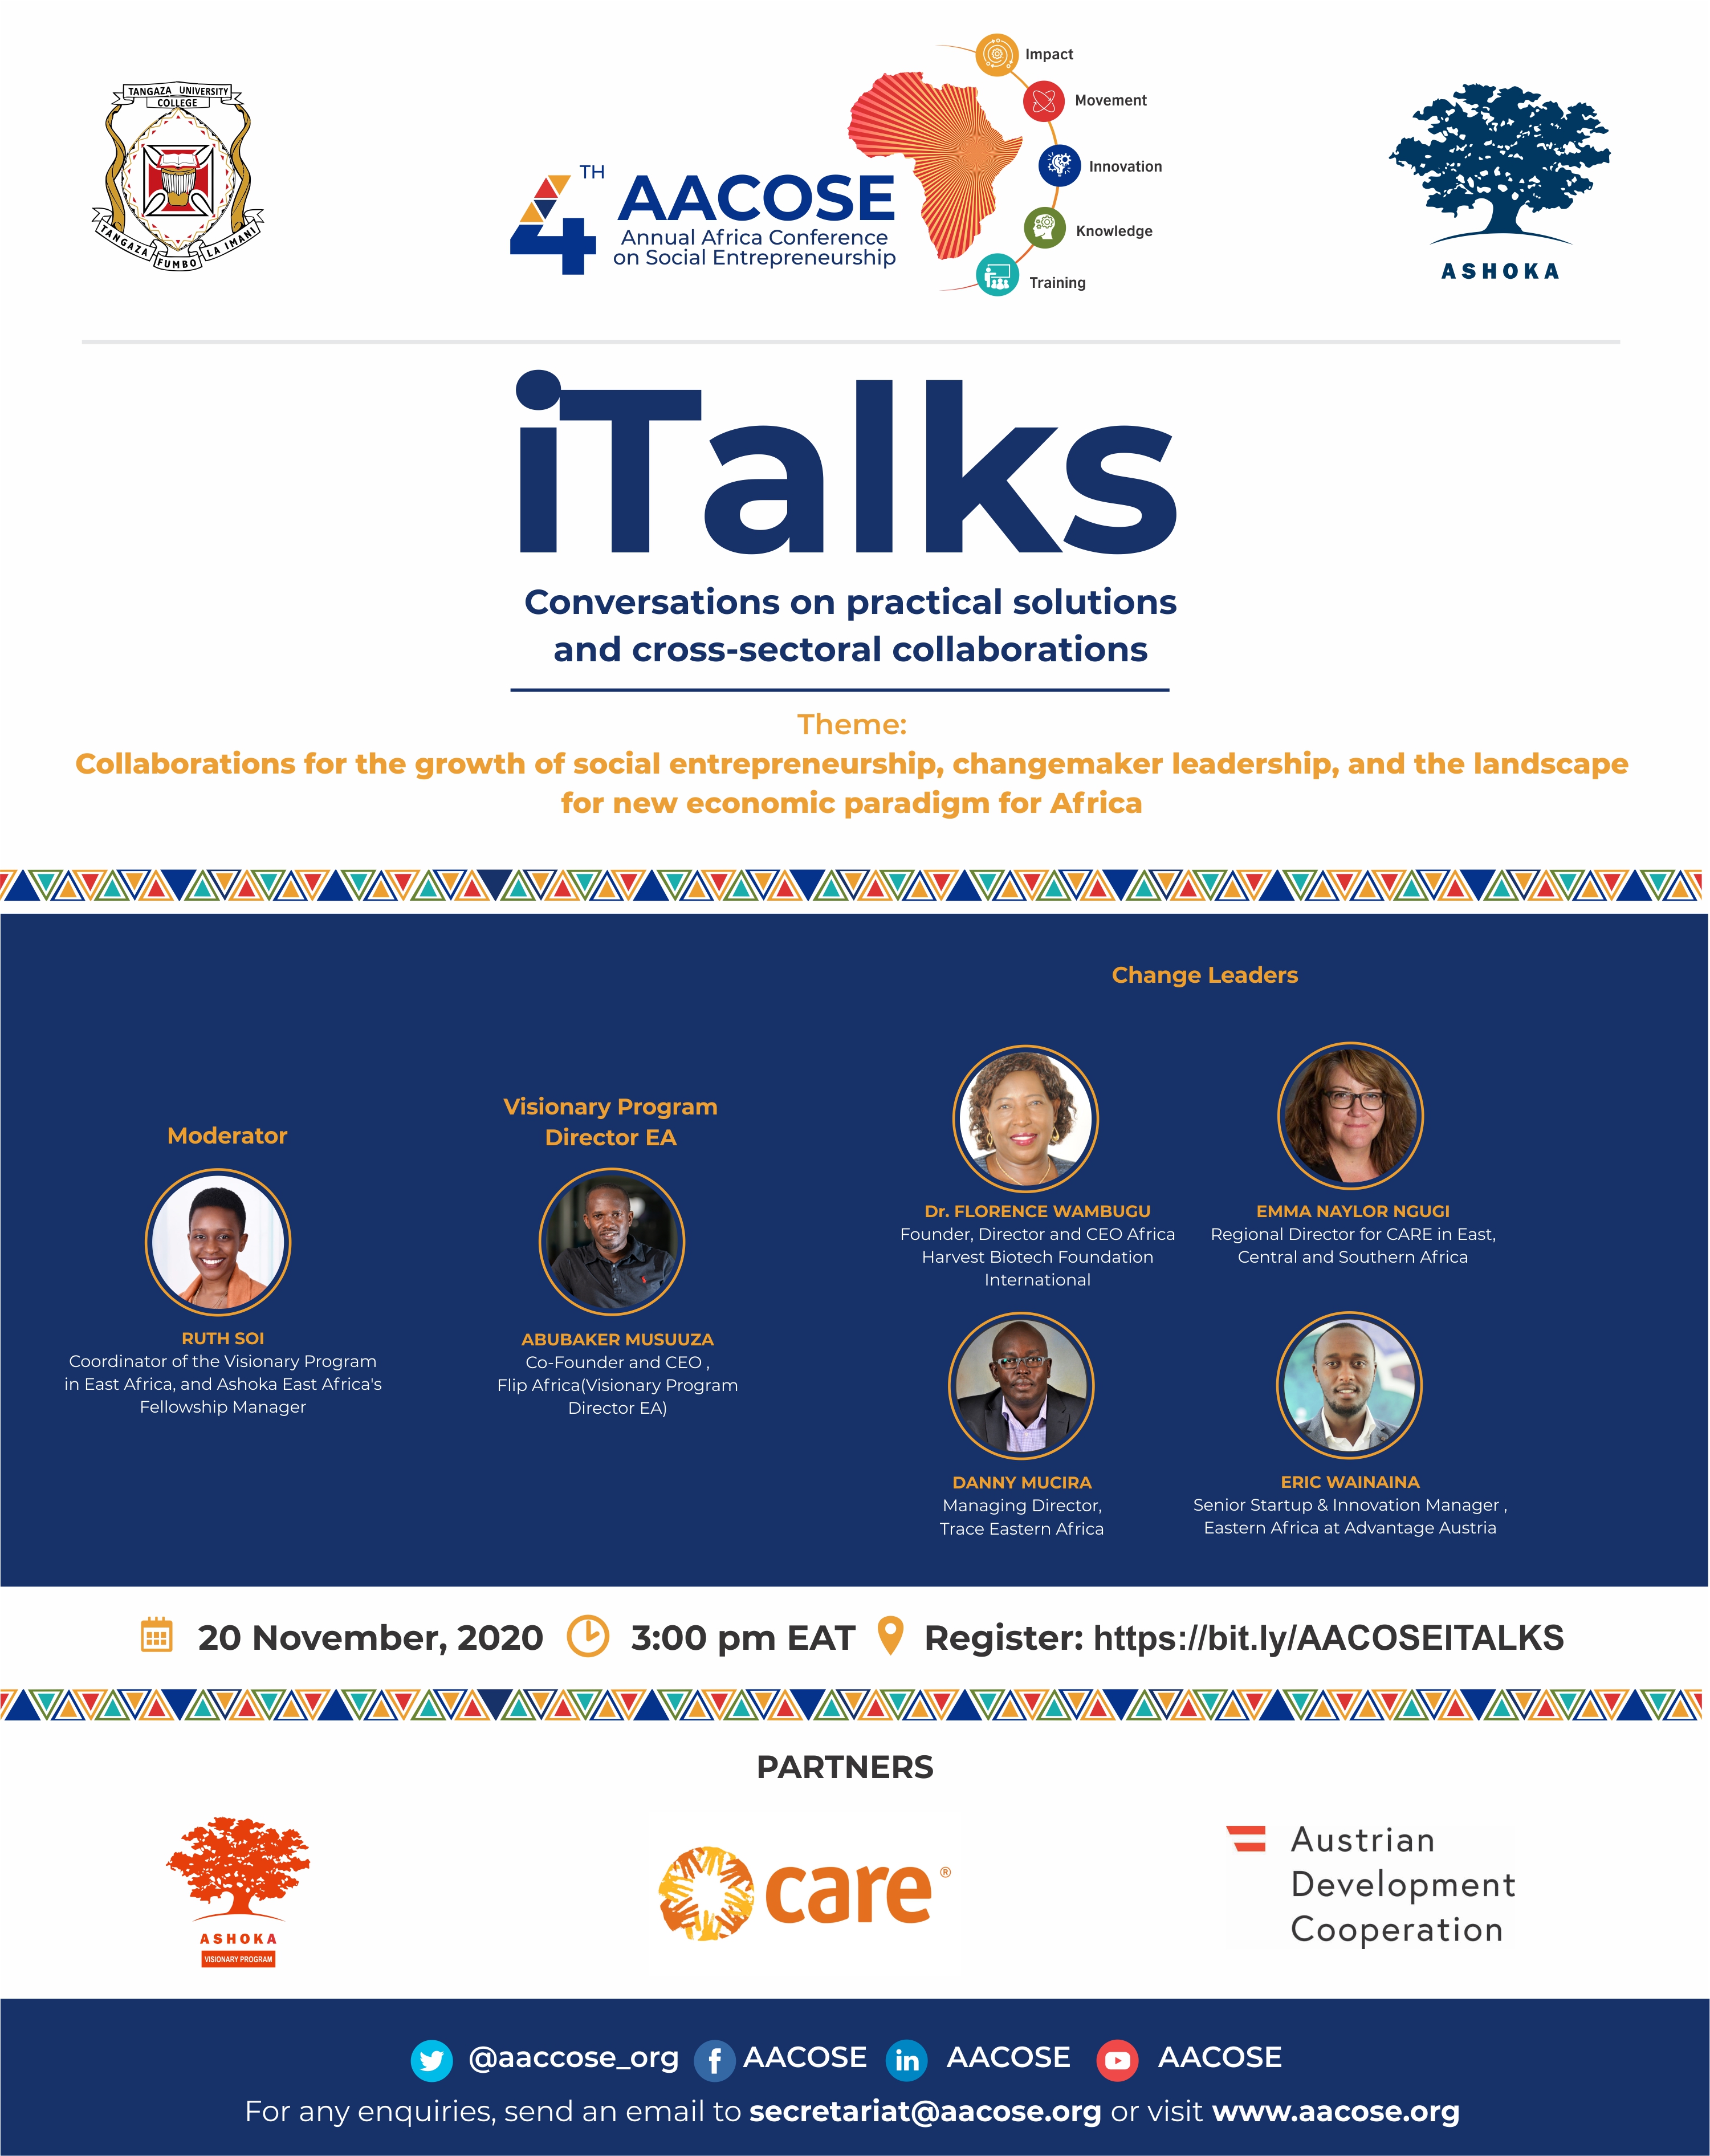 TANGAZA UNIVERSITY
COLLEGE
TANGAZA FUMBO LA IMANI
4TH AACOSE
Annual Africa Conference
on Social Entrepreneurship
Impact
Movement
Innovation
Knowledge
Training
ASHOKA
iTalks
Conversations on practical solutions
and cross-sectoral collaborations
Theme:
Collaborations for the growth of social entrepreneurship, changemaker leadership, and the landscape
for new economic paradigm for Africa
Moderator
RUTH SOI
Coordinator of the Visionary Program
in East Africa, and Ashoka East Africa's
Fellowship Manager
Visionary Program
Director EA
ABUBAKER MUSUUZA
Co-Founder and CEO ,
Flip Africa(Visionary Program
Director EA)
Change Leaders
Dr. FLORENCE WAMBUGU
Founder, Director and CEO Africa
Harvest Biotech Foundation
International
EMMA NAYLOR NGUGI
Regional Director for CARE in East,
Central and Southern Africa
DANNY MUCIRA
Managing Director,
Trace Eastern Africa
ERIC WAINAINA
Senior Startup & Innovation Manager ,
Eastern Africa at Advantage Austria
20 November, 2020 3:00 pm EAT Register: https://bit.ly/AACOSEITALKS
PARTNERS
ASHOKA
VISIONARY PROGRAM
care®
Austrian
Development
Cooperation
@aaccose_org AACOSE AACOSE AACOSE
For any enquiries, send an email to secretariat@aacose.org or visit www.aacose.org